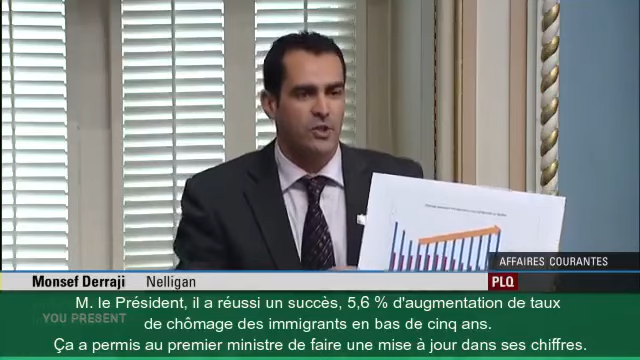 AFFAIRES COURANTES
Monsef Derraji Nelligan PLQ
M. le Président, il a réussi un succès, 5,6 % d'augmentation de taux
de chômage des immigrants en bas de cinq ans.
YOU PRESENT
Ça a permis au premier ministre de faire une mise à jour dans ses chiffres.